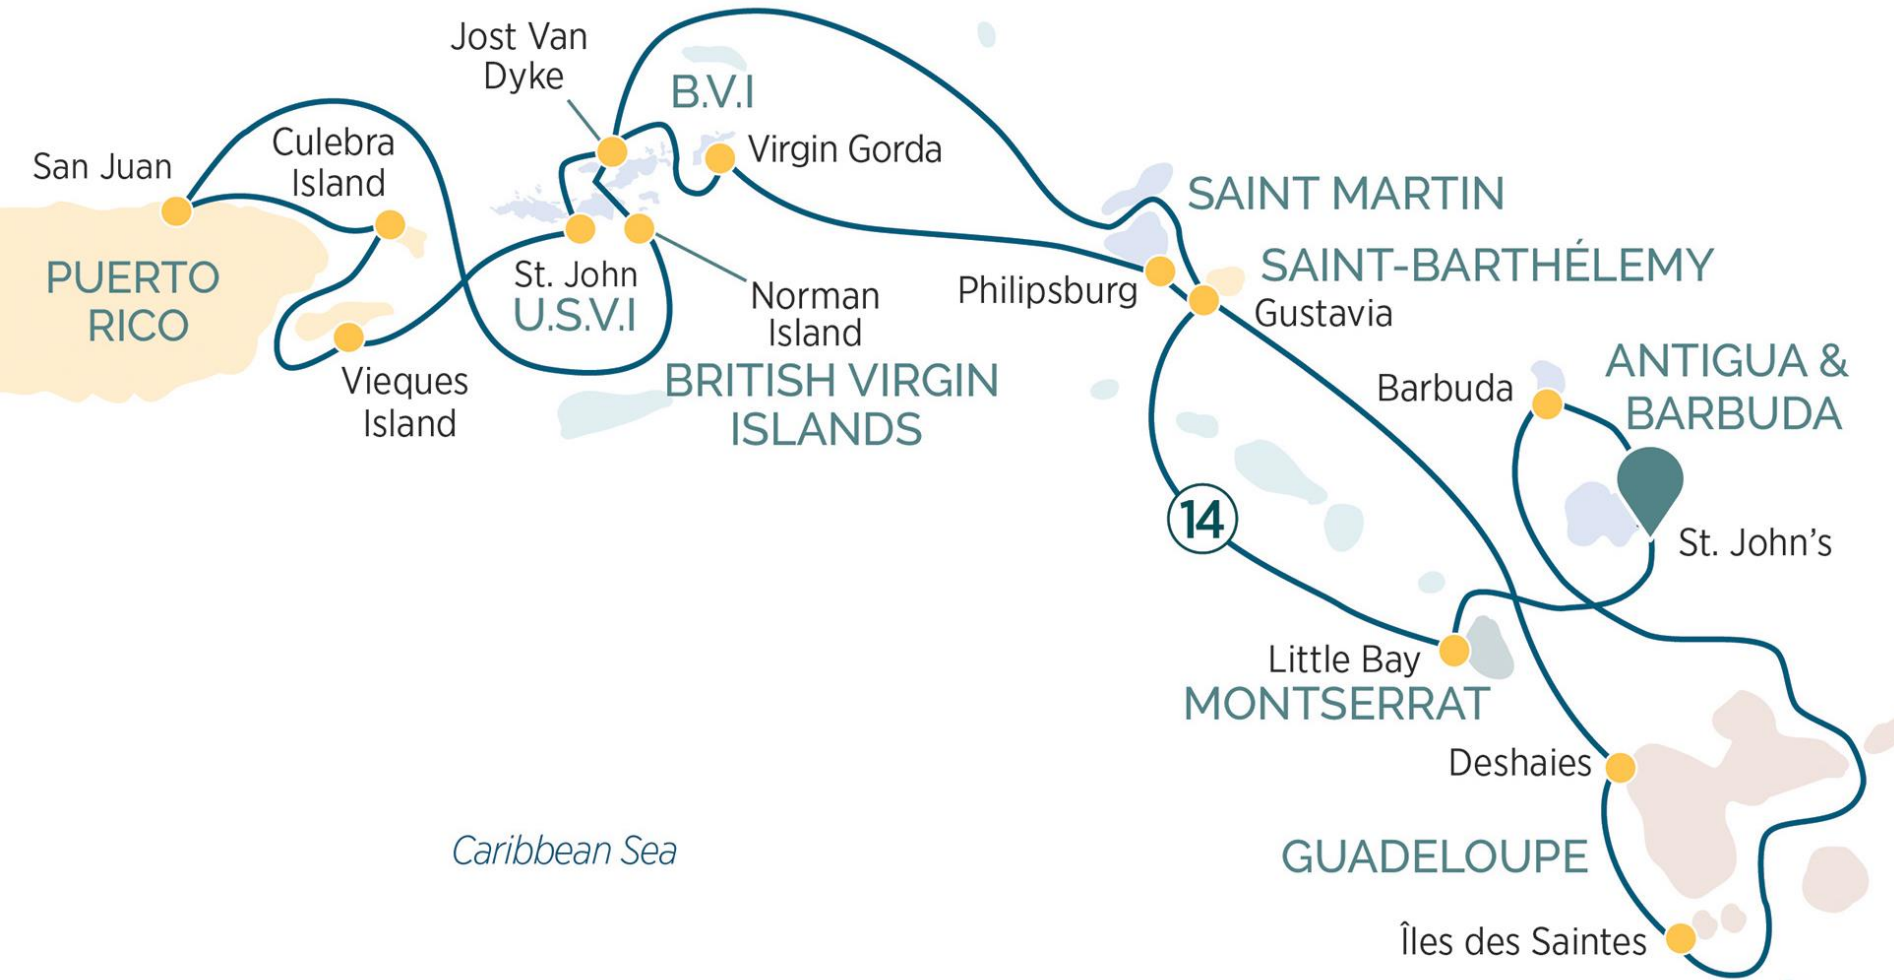 Jost Van
Dyke
B.V.I
Culebra
Island
San Juan
Virgin Gorda
SAINT MARTIN
PUERTO
RICO
SAINT-BARTHÉLEMY
St. John
U.S.V.I
Norman
Island
Philipsburg
Gustavia
Vieques
Island
BRITISH VIRGIN
ISLANDS
Barbuda
ANTIGUA &
BARBUDA
14
St. John’s
Little Bay
MONTSERRAT
Deshaies
GUADELOUPE
Caribbean Sea
Îles des Saintes